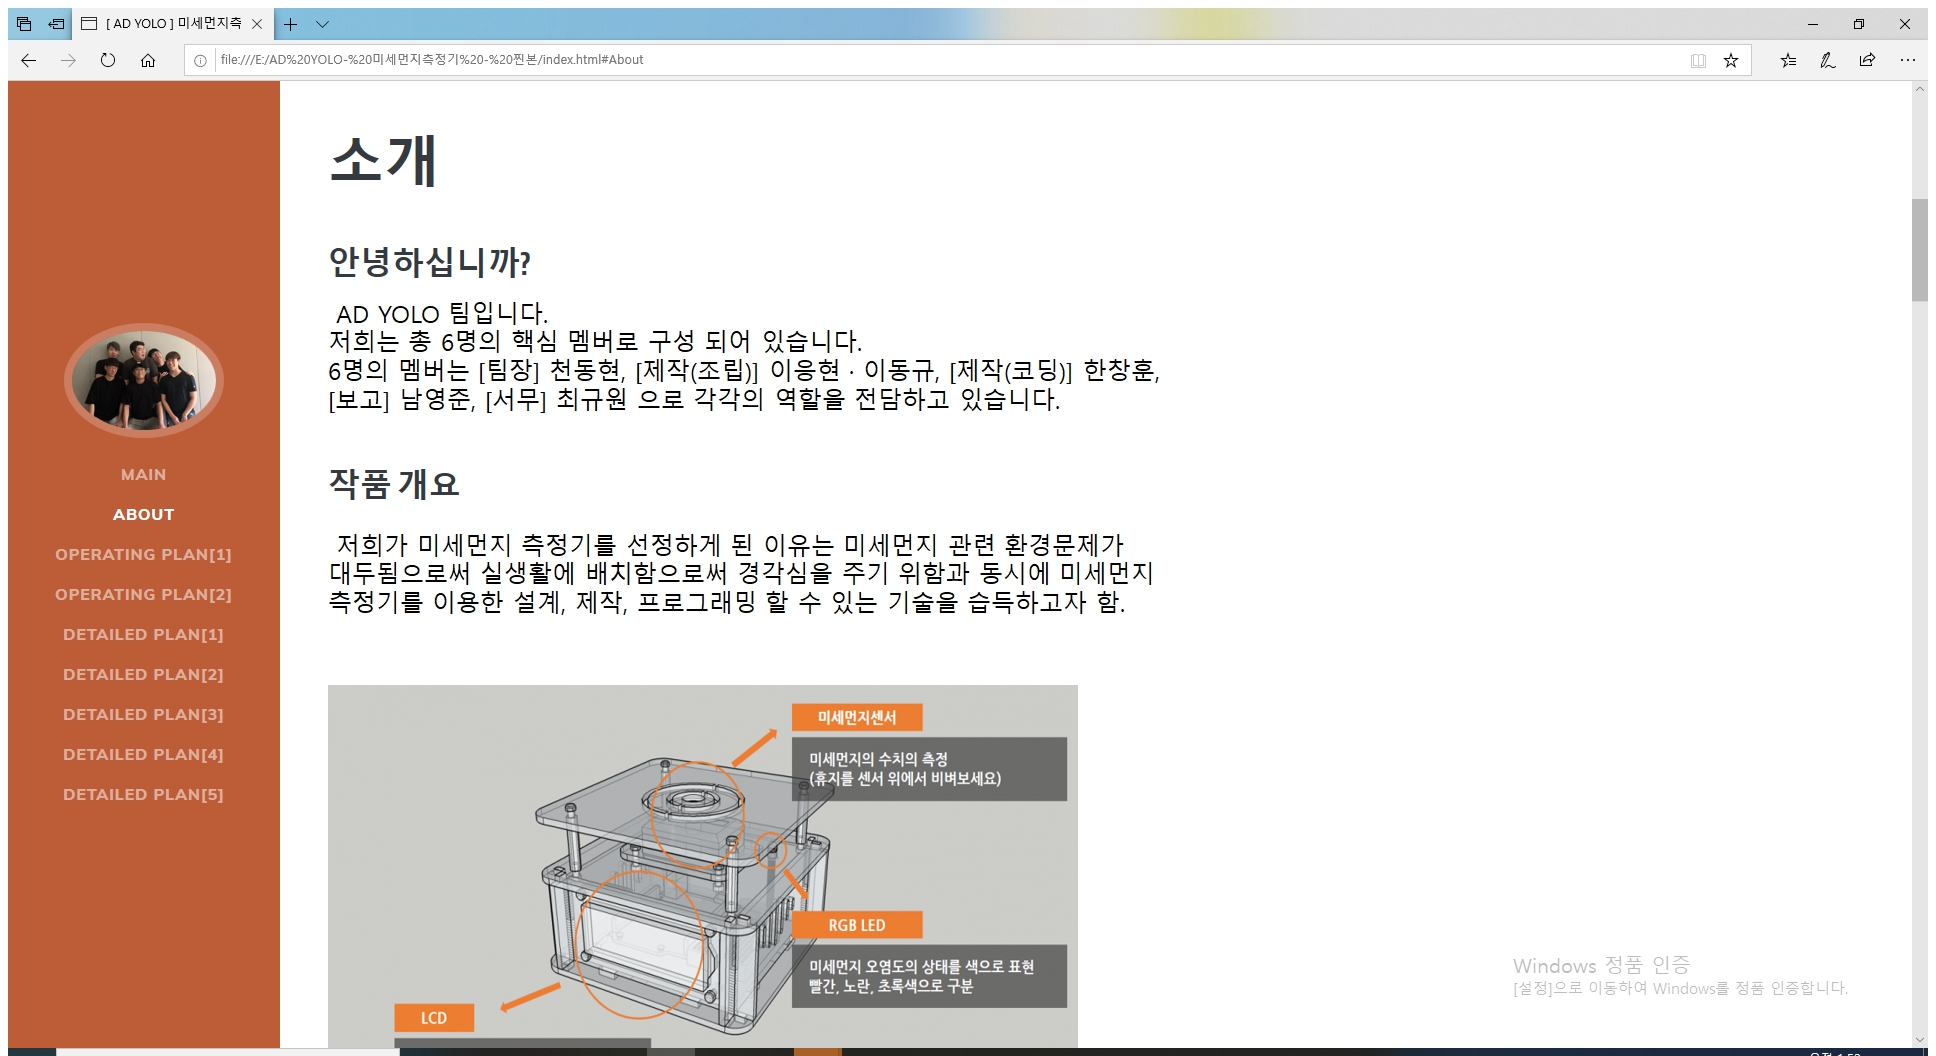 [ AD YOLO ] 미세먼지측
file:///E:/AD%20YOLO-%20미세먼지측정기%20-%20찐본/index.html#About
MAIN
ABOUT
OPERATING PLAN[1]
OPERATING PLAN[2]
DETAILED PLAN[1]
DETAILED PLAN[2]
DETAILED PLAN[3]
DETAILED PLAN[4]
DETAILED PLAN[5]
소개
안녕하십니까?
AD YOLO 팀입니다.
저희는 총 6명의 핵심 멤버로 구성 되어 있습니다.
6명의 멤버는 [팀장] 천동현, [제작(조립)] 이응현 · 이동규, [제작(코딩)] 한창훈,
[보고] 남영준, [서무] 최규원 으로 각각의 역할을 전담하고 있습니다.
작품 개요
저희가 미세먼지 측정기를 선정하게 된 이유는 미세먼지 관련 환경문제가
대두됨으로써 실생활에 배치함으로써 경각심을 주기 위함과 동시에 미세먼지
측정기를 이용한 설계, 제작, 프로그래밍 할 수 있는 기술을 습득하고자 함.
미세먼지센서
미세먼지의 수치의 측정
(휴지를 센서 위에서 비벼보세요)
RGB LED
미세먼지 오염도의 상태를 색으로 표현
빨간, 노란, 초록색으로 구분
LCD
Windows 정품 인증
[설정]으로 이동하여 Windows를 정품 인증합니다.